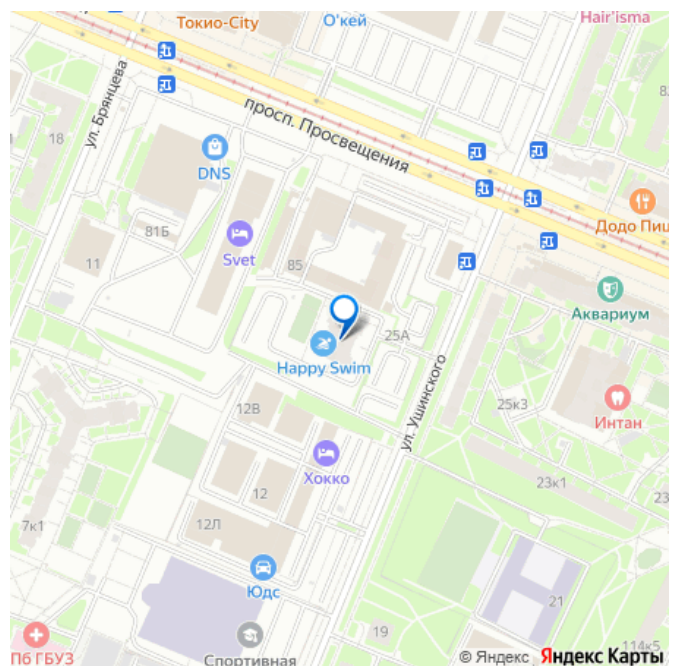 Токио-City
О'кей
Hair'isma
ул. Брянцева
просп. Просвещения
18
DNS
Додо Пиц
81Б
Svet
11
85
Аквариум
25А
Happy Swim
ул. Ушинского
12В
25к3
Интан
Хокко
12
23к1
23
7к1
12Л
Юдс
21
19
Пб ГБУЗ
Спортивная
114к5
© Яндекс Яндекс Карты